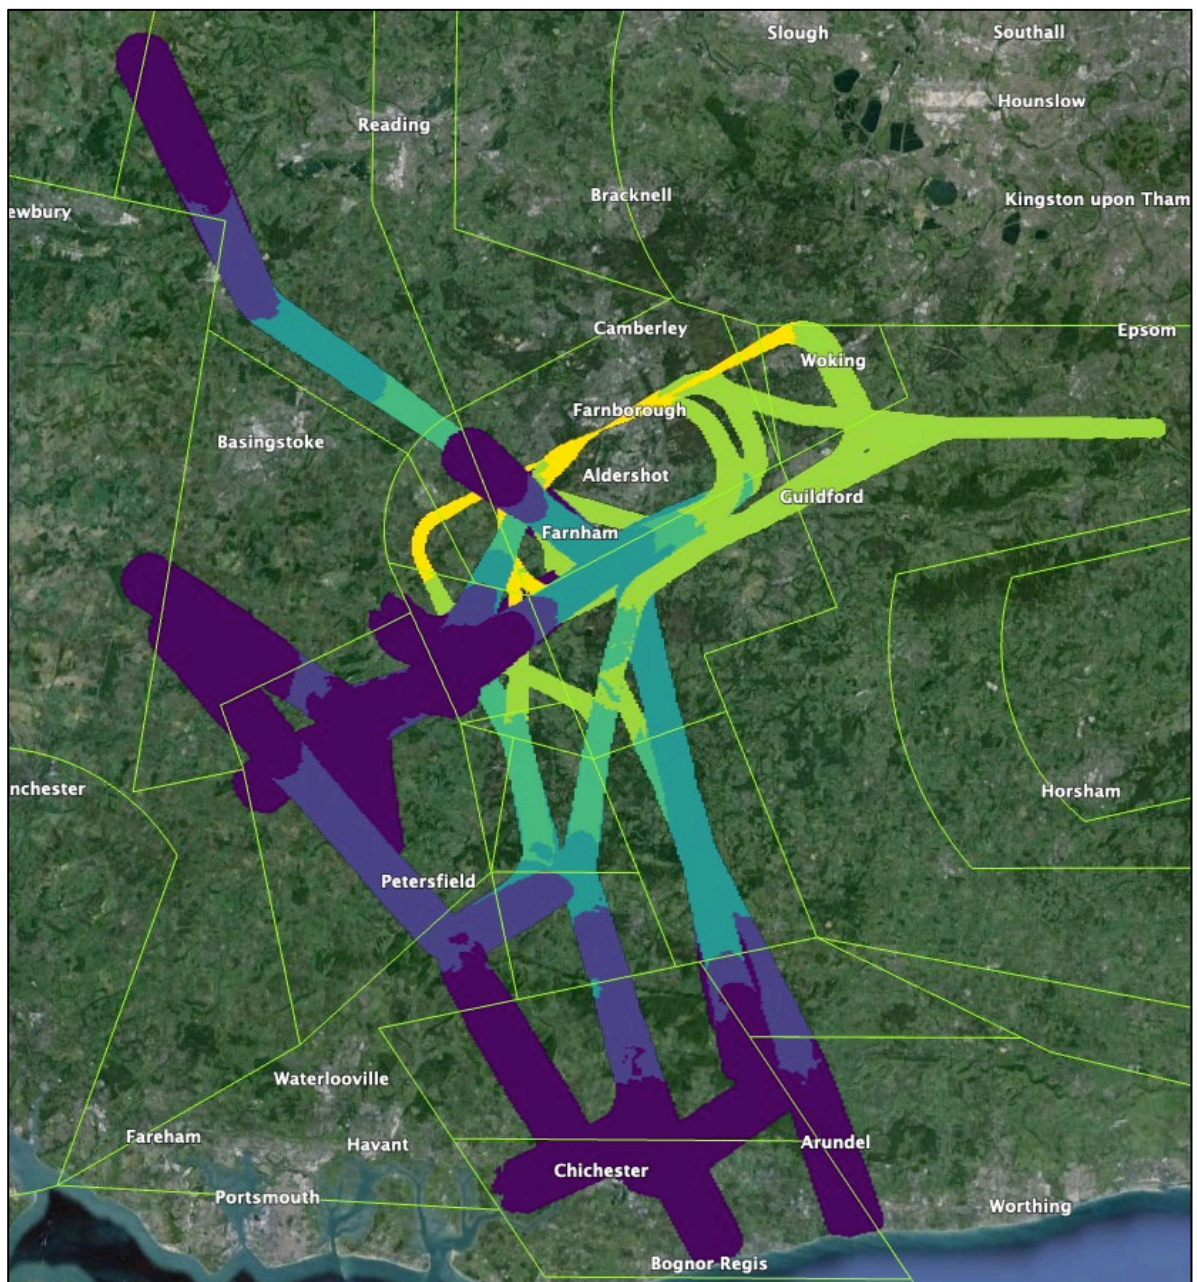 Slough
Southall
Hounslow
Reading
Bracknell
Kingston upon Tham
ewbury
Camberley
Epsom
Woking
Farnborough
Basingstoke
Aldershot
Guildford
Farnham
nchester
Horsham
Petersfield
Waterlooville
Fareham
Havant
Arundel
Chichester
Portsmouth
Worthing
Bognor Regis